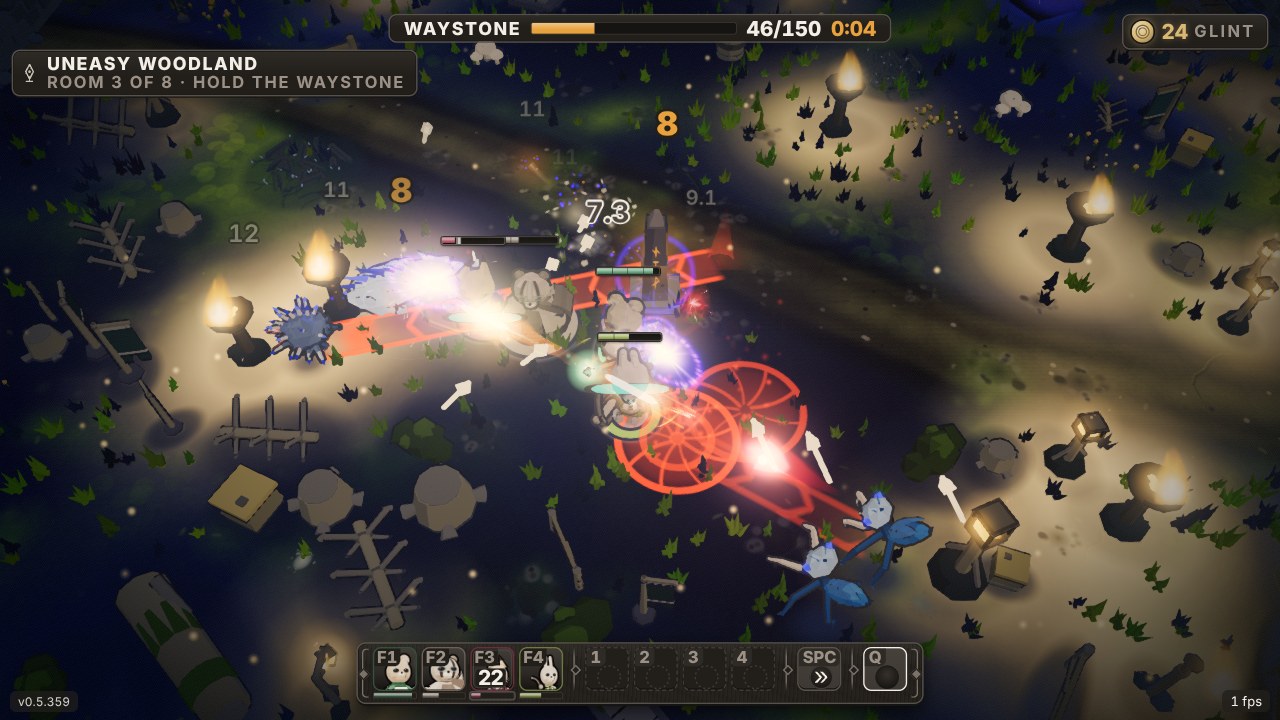 WAYSTONE 46/150 0:04
24 GLINT
UNEASY WOODLAND
ROOM 3 OF 8 · HOLD THE WAYSTONE
11
8
11
7.3
9.1
11
8
12
F1 F2 F3 F4 1 2 3 4 SPC Q
22
v0.5.359
1 fps